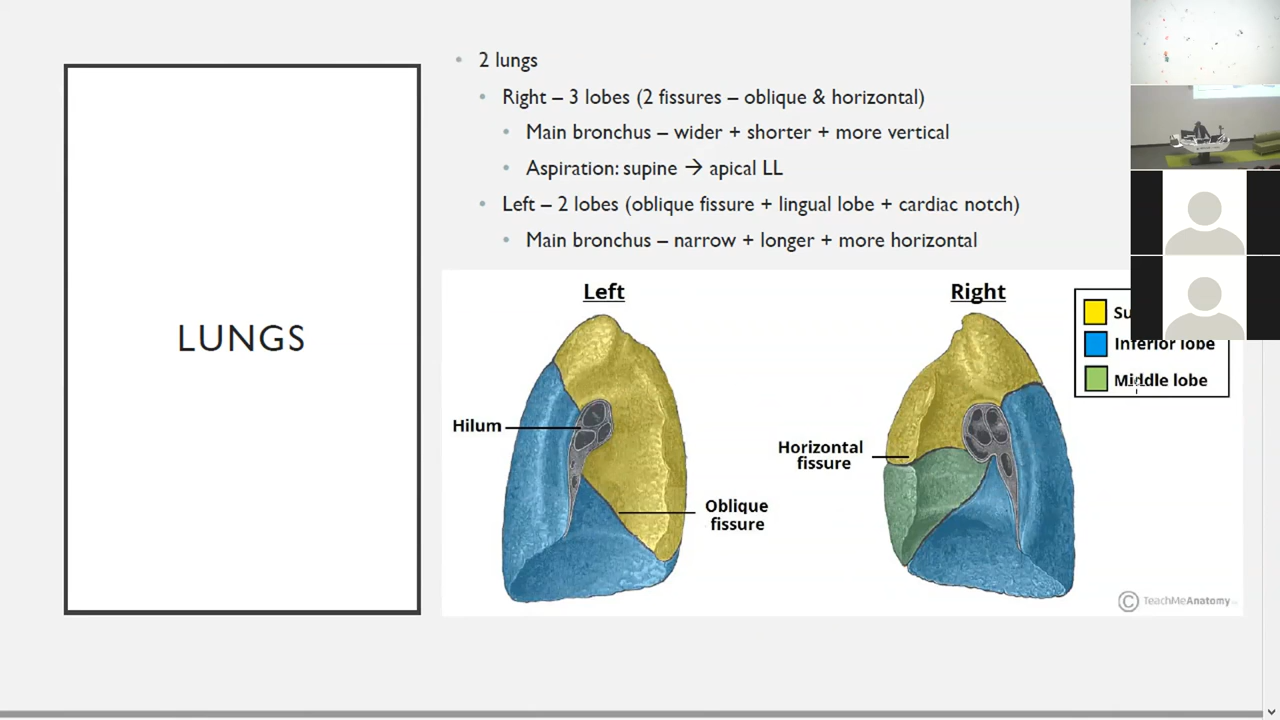 LUNGS
2 lungs
Right – 3 lobes (2 fissures – oblique & horizontal)
Main bronchus – wider + shorter + more vertical
Aspiration: supine → apical LL
Left – 2 lobes (oblique fissure + lingual lobe + cardiac notch)
Main bronchus – narrow + longer + more horizontal
Left
Right
Su
Inferior lobe
Middle lobe
Hilum
Horizontal
fissure
Oblique
fissure
© TeachMeAnatomy